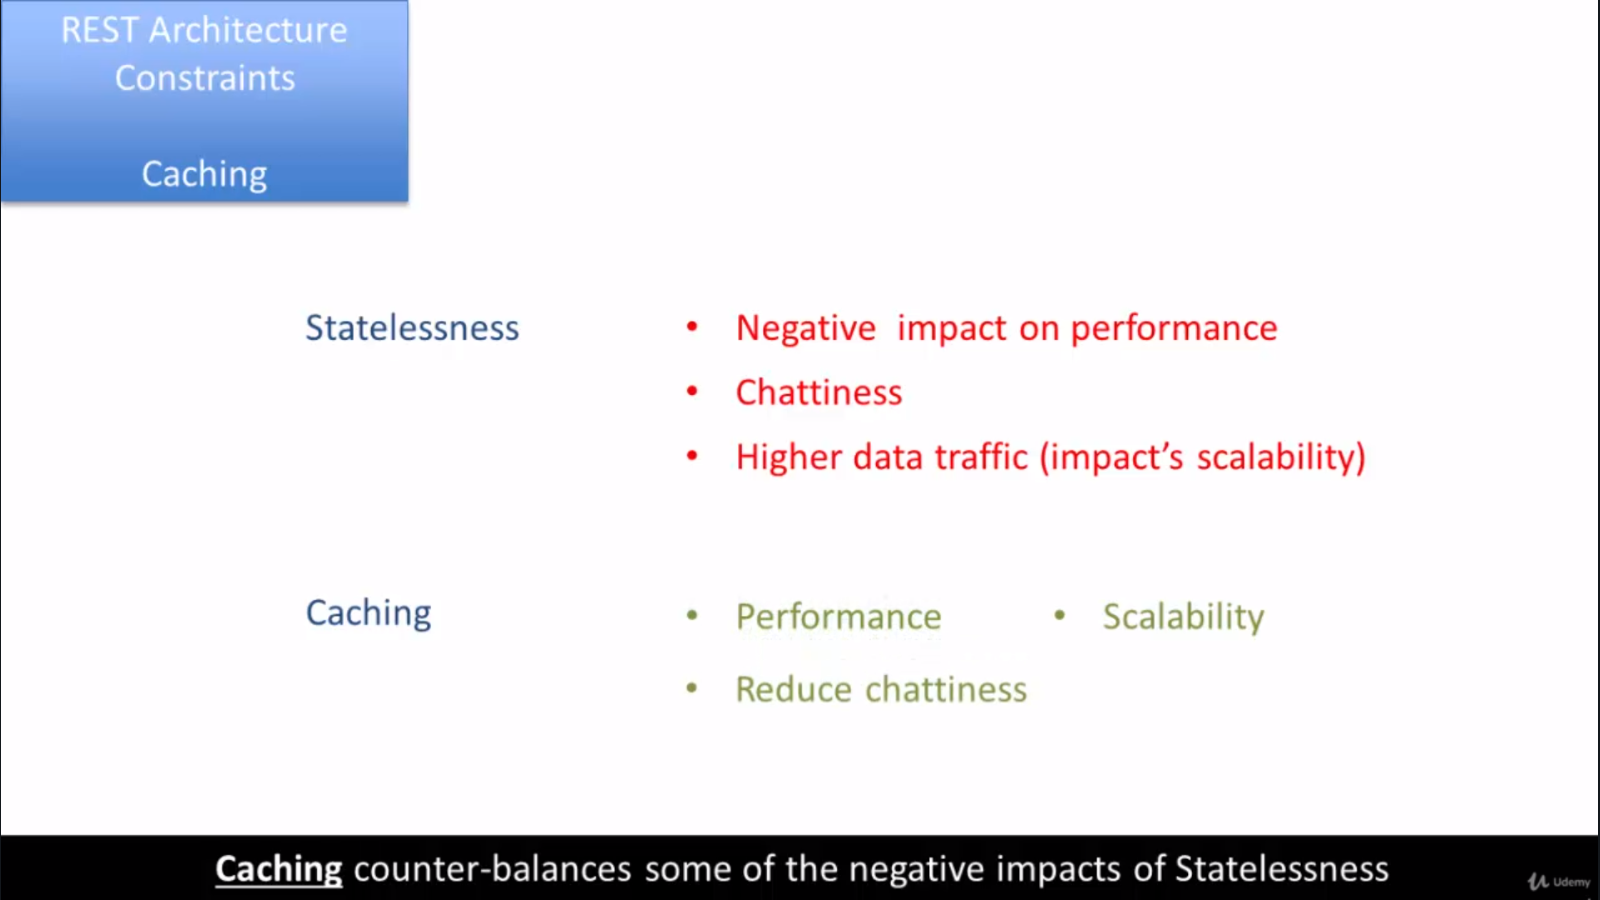 REST Architecture
Constraints
Caching
Statelessness
• Negative impact on performance
• Chattiness
• Higher data traffic (impact’s scalability)
Caching
• Performance
• Scalability
• Reduce chattiness
Caching counter-balances some of the negative impacts of Statelessness
Udemy